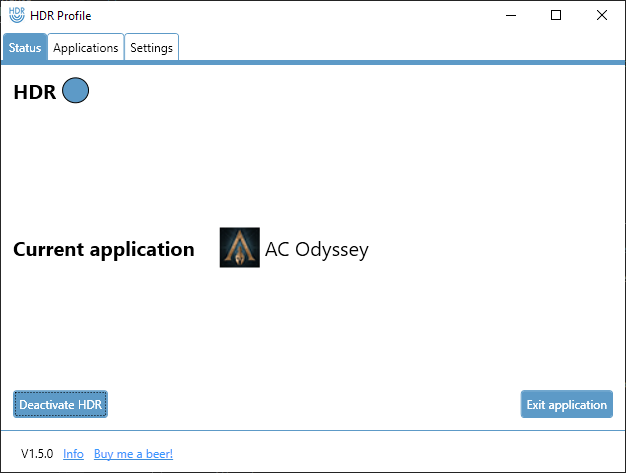 HDR HDR Profile
Status Applications Settings
HDR
Current application AC Odyssey
Deactivate HDR Exit application
V1.5.0 Info Buy me a beer!